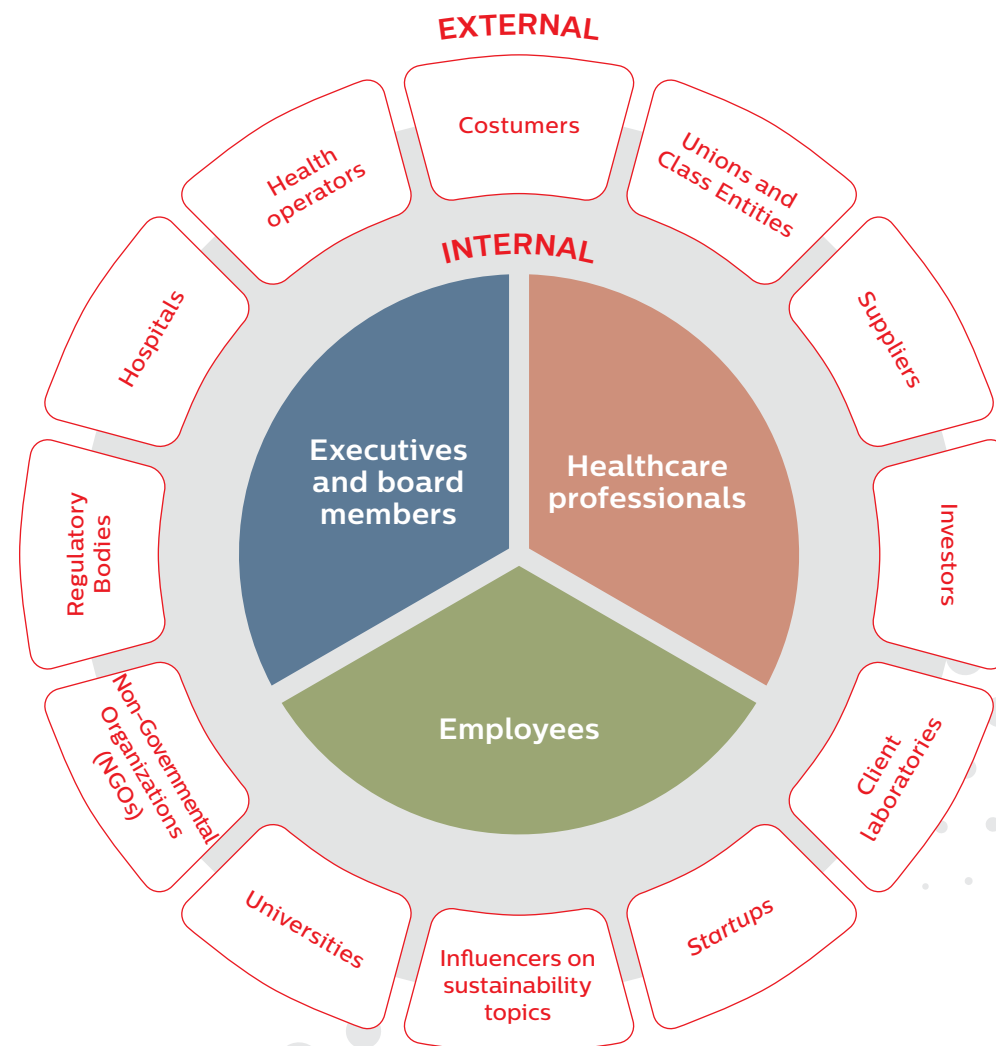 EXTERNAL
Costumers
Unions and
Class Entities
Suppliers
Investors
Client
laboratories
Startups
Influencers on
sustainability
topics
Universities
Non-Governmental
Organizations
(NGOs)
Regulatory
Bodies
Hospitals
Health
operators
INTERNAL
Executives
and board
members
Healthcare
professionals
Employees